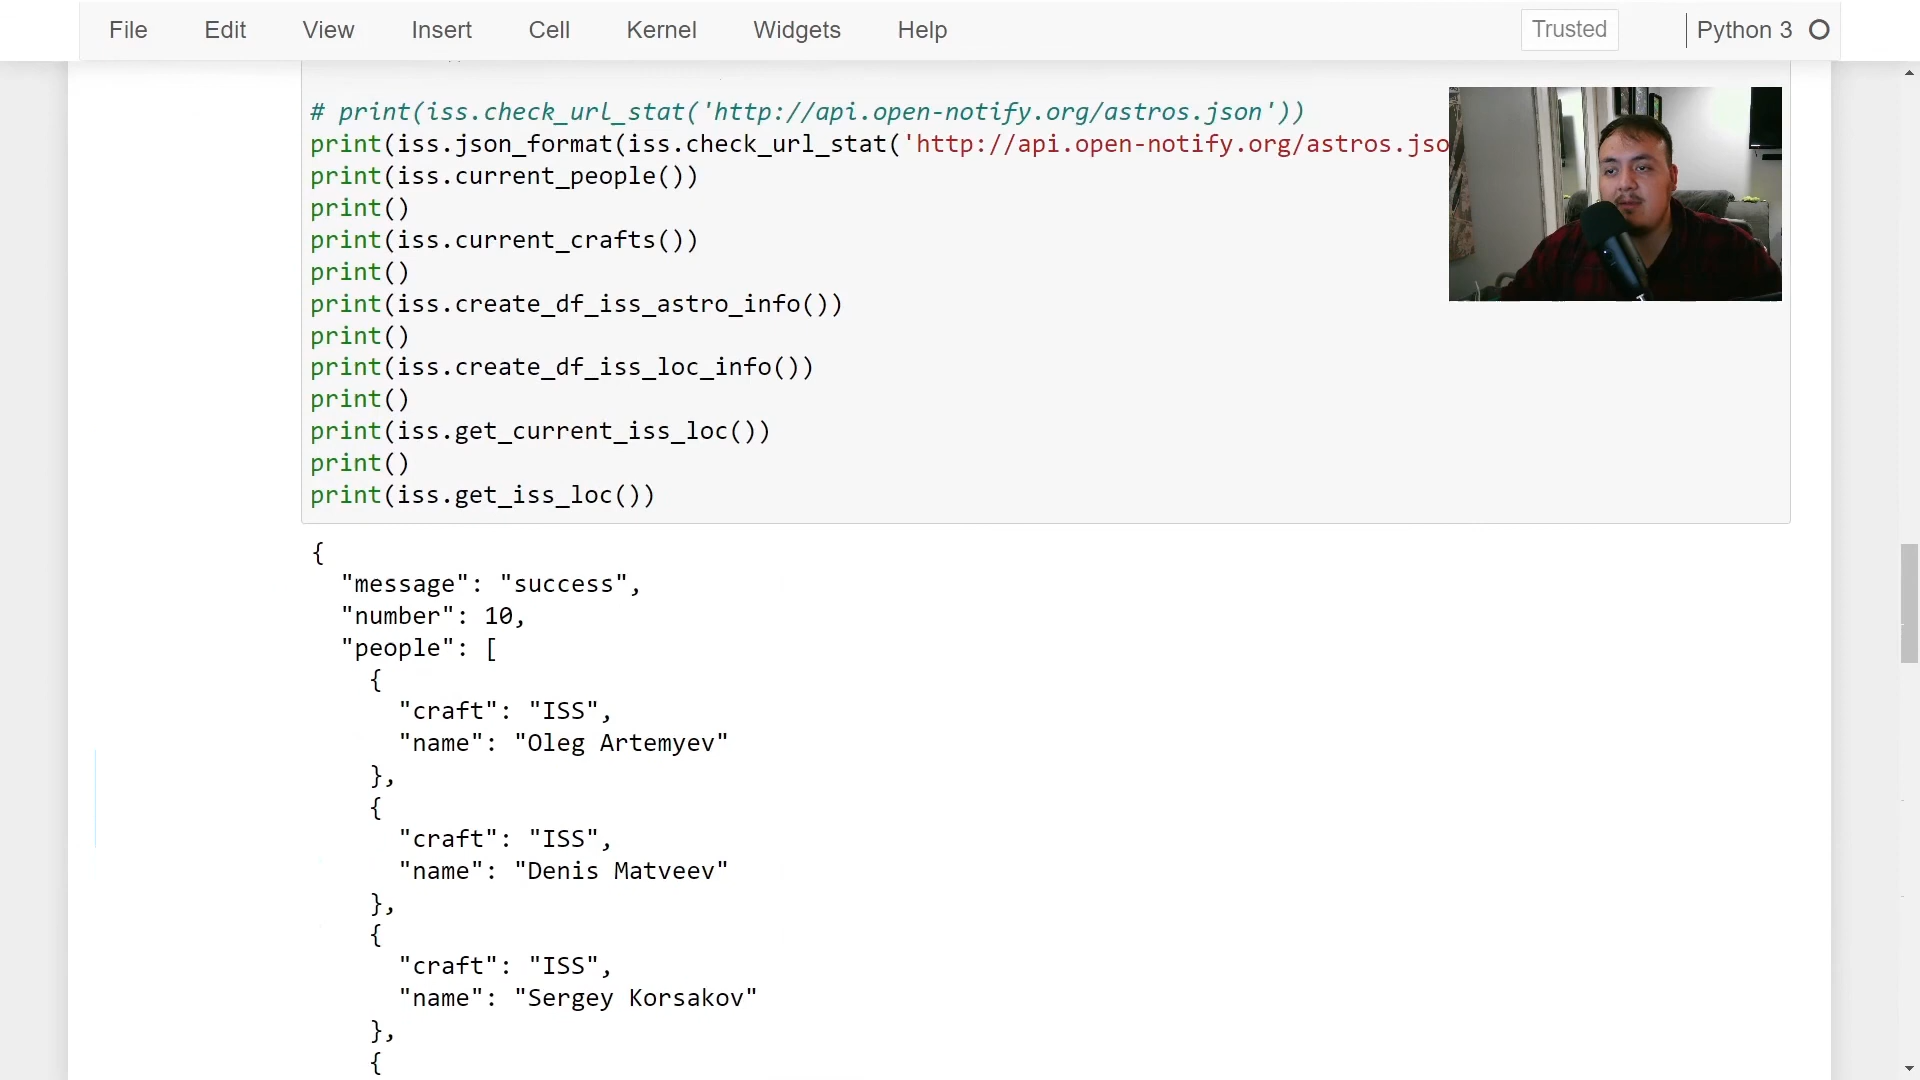 File Edit View Insert Cell Kernel Widgets Help Trusted Python 3
# print(iss.check_url_stat('http://api.open-notify.org/astros.json'))
print(iss.json_format(iss.check_url_stat('http://api.open-notify.org/astros.jso
print(iss.current_people())
print()
print(iss.current_crafts())
print()
print(iss.create_df_iss_astro_info())
print()
print(iss.create_df_iss_loc_info())
print()
print(iss.get_current_iss_loc())
print()
print(iss.get_iss_loc())
{
"message": "success",
"number": 10,
"people": [
{
"craft": "ISS",
"name": "Oleg Artemyev"
},
{
"craft": "ISS",
"name": "Denis Matveev"
},
{
"craft": "ISS",
"name": "Sergey Korsakov"
},
{